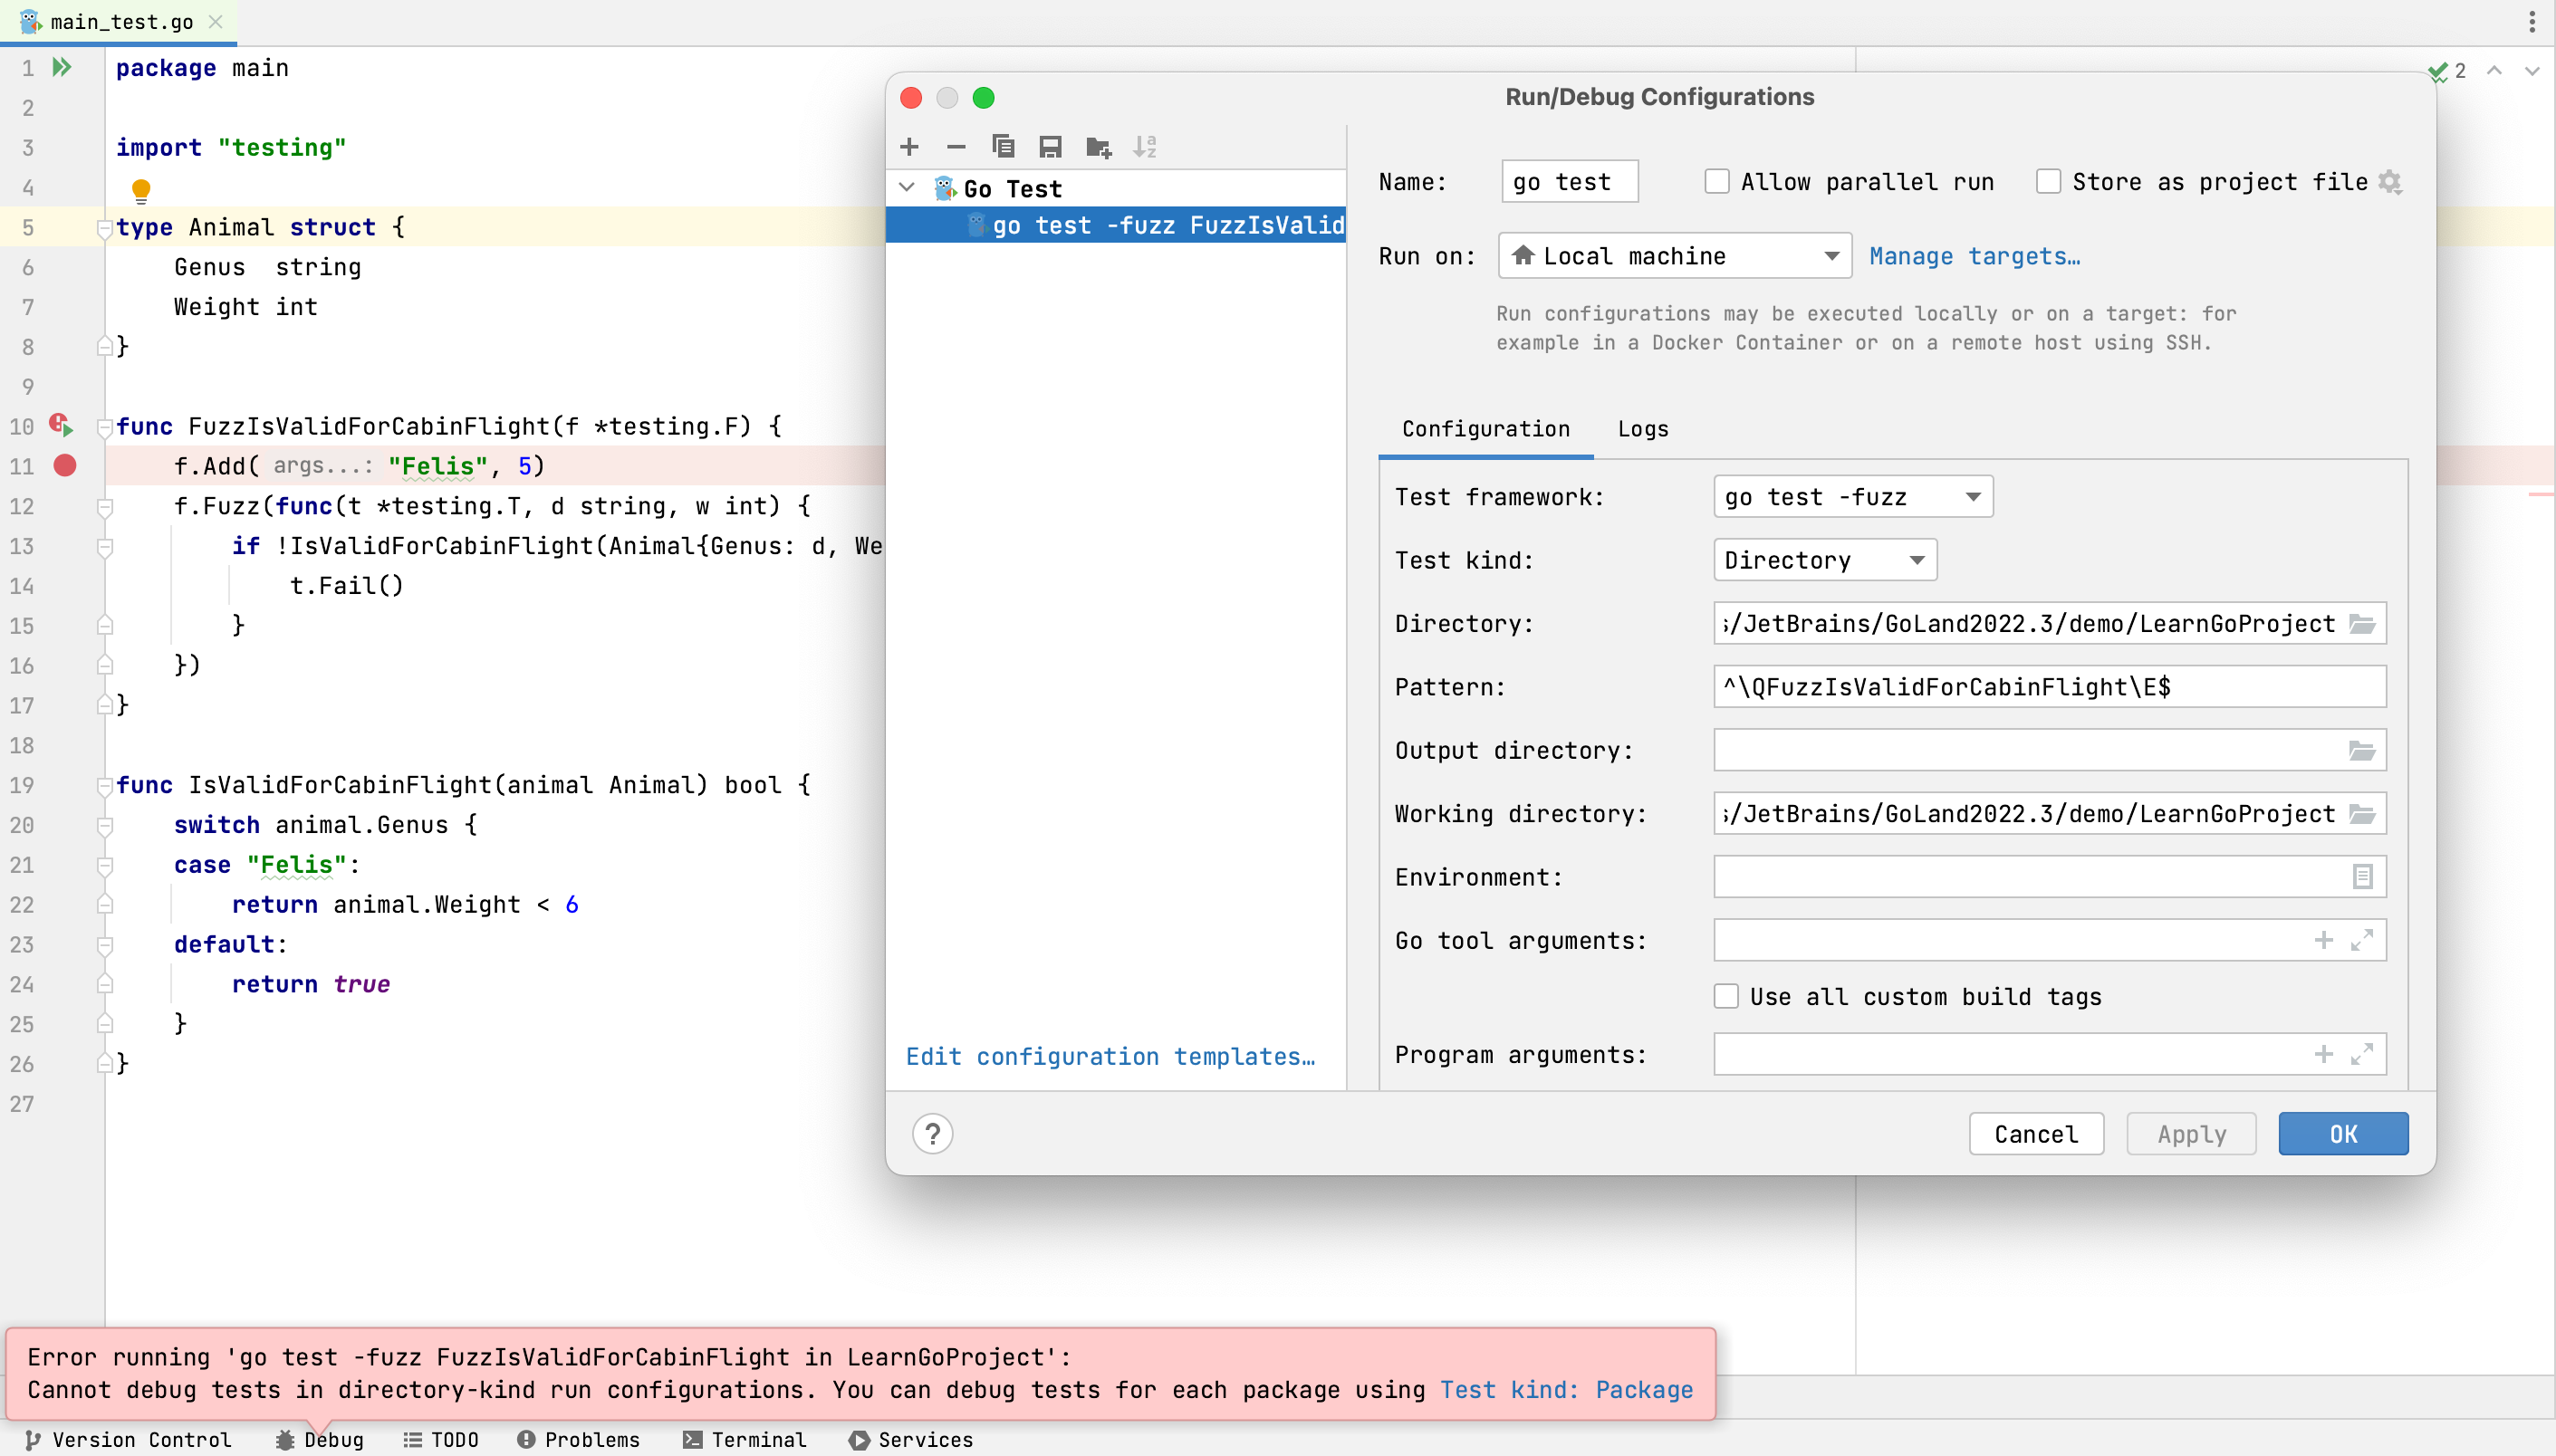 main_test.go
1 package main
2
3 import "testing"
4
5 type Animal struct {
6 Genus string
7 Weight int
8 }
9
10 func FuzzIsValidForCabinFlight(f *testing.F) {
11 f.Add( args...: "Felis", 5)
12 f.Fuzz(func(t *testing.T, d string, w int) {
13 if !IsValidForCabinFlight(Animal{Genus: d, We
14 t.Fail()
15 }
16 })
17 }
18
19 func IsValidForCabinFlight(animal Animal) bool {
20 switch animal.Genus {
21 case "Felis":
22 return animal.Weight < 6
23 default:
24 return true
25 }
26 }
27
2
Run/Debug Configurations
Go Test
go test -fuzz FuzzIsValid
Edit configuration templates…
Name: go test Allow parallel run Store as project file
Run on: Local machine Manage targets…
Run configurations may be executed locally or on a target: for
example in a Docker Container or on a remote host using SSH.
Configuration Logs
Test framework: go test -fuzz
Test kind: Directory
Directory: s/JetBrains/GoLand2022.3/demo/LearnGoProject
Pattern: ^\QFuzzIsValidForCabinFlight\E$
Output directory:
Working directory: s/JetBrains/GoLand2022.3/demo/LearnGoProject
Environment:
Go tool arguments:
Use all custom build tags
Program arguments:
? Cancel Apply OK
Error running 'go test -fuzz FuzzIsValidForCabinFlight in LearnGoProject':
Cannot debug tests in directory-kind run configurations. You can debug tests for each package using Test kind: Package
Version Control Debug TODO Problems Terminal Services